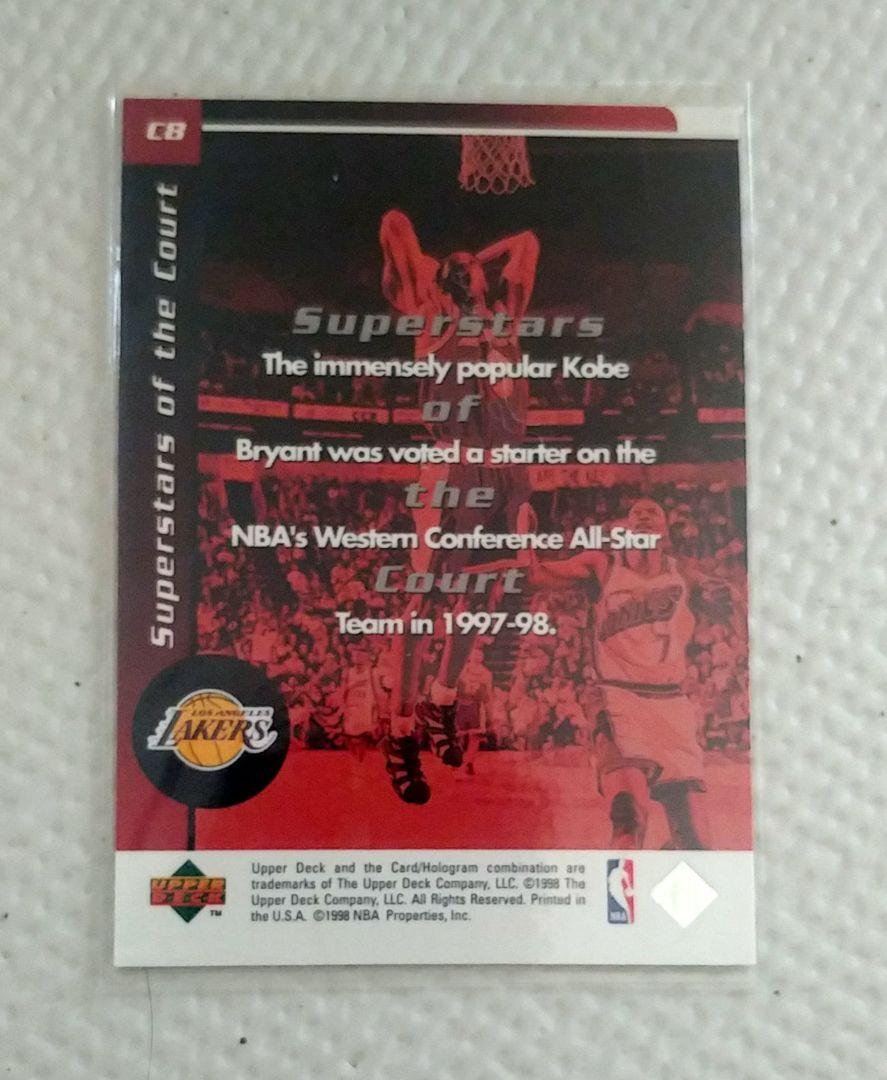 C8
Superstars of the Court
Superstars
The immensely popular Kobe
of
Bryant was voted a starter on the
the
NBA's Western Conference All-Star
Court
Team in 1997-98.
7
LOS ANGELES
LAKERS
UPPER
DECK
TM
Upper Deck and the Card/Hologram combination are
trademarks of The Upper Deck Company, LLC. ©1998 The
Upper Deck Company, LLC. All Rights Reserved. Printed in
the U.S.A. ©1998 NBA Properties, Inc.
NBA